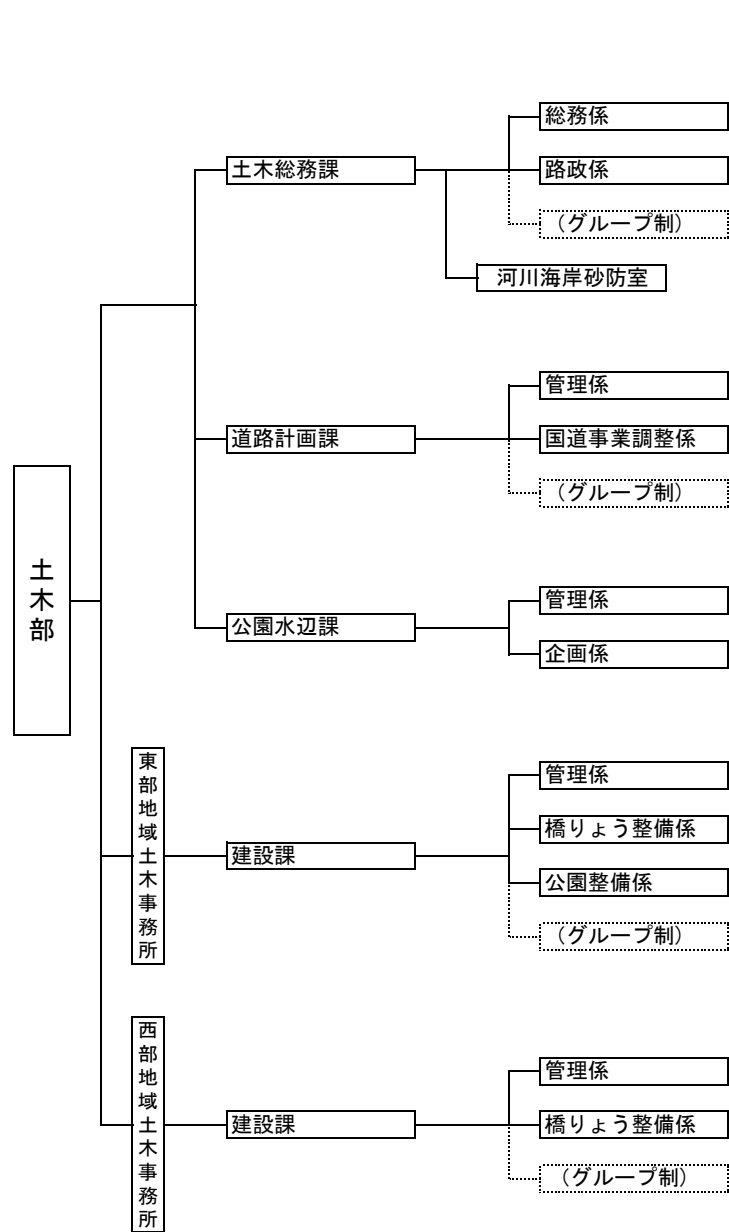 土木部
土木総務課
総務係
路政係
（グループ制）
河川海岸砂防室
道路計画課
管理係
国道事業調整係
（グループ制）
公園水辺課
管理係
企画係
東部地域土木事務所
建設課
管理係
橋りょう整備係
公園整備係
（グループ制）
西部地域土木事務所
建設課
管理係
橋りょう整備係
（グループ制）